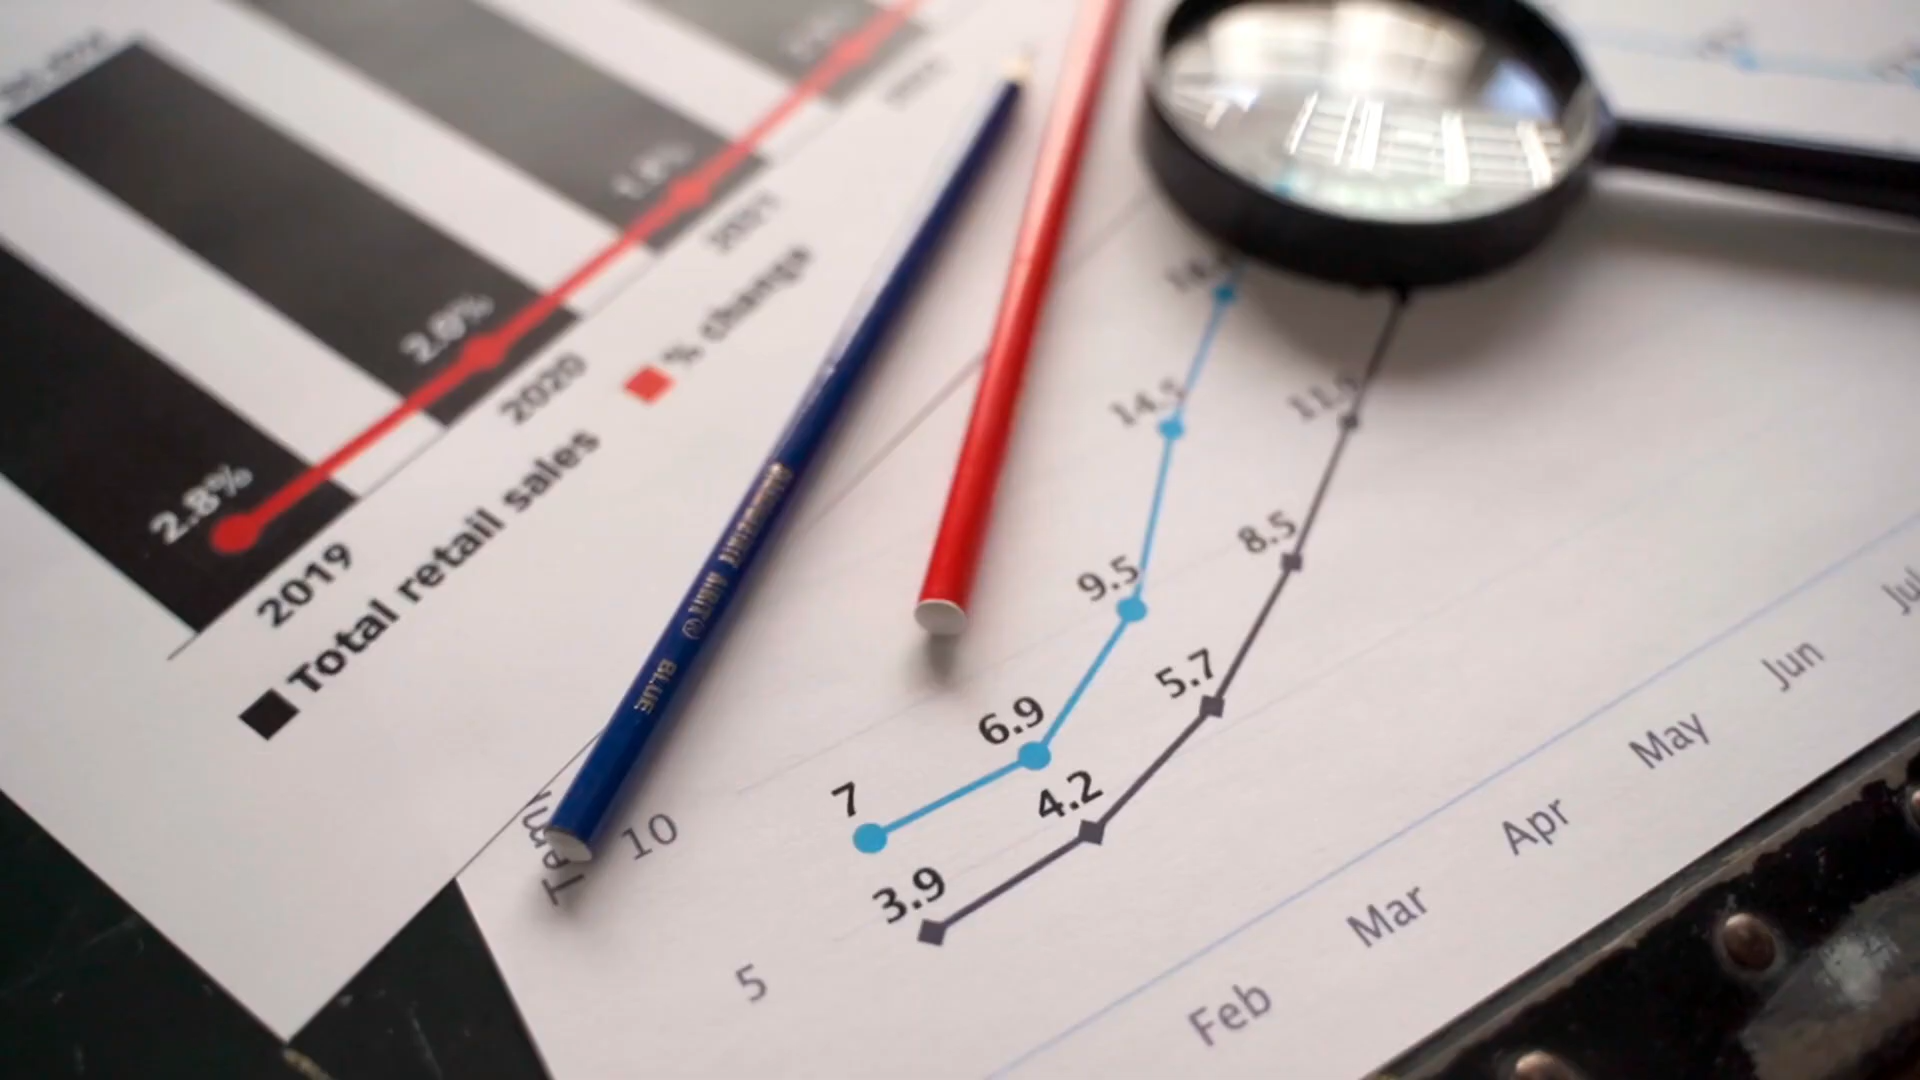 2.8%
2.0%
2019
2020
2021
Total retail sales
% change
BLUE
10
5
7
6.9
9.5
14.5
3.9
4.2
5.7
8.5
Feb
Mar
Apr
May
Jun